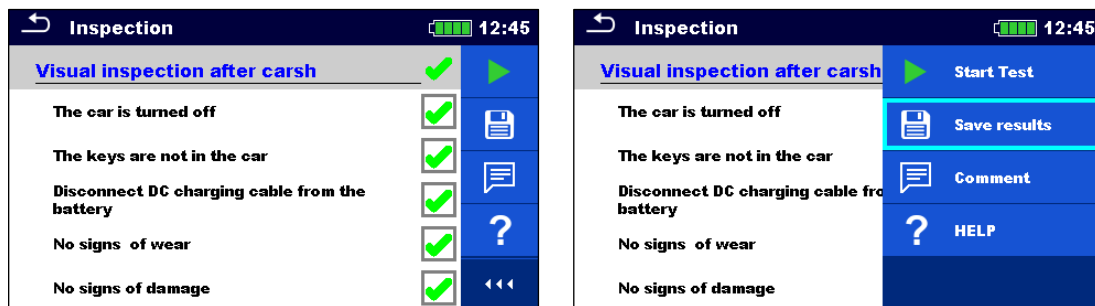 Inspection
12:45
Visual inspection after carsh
The car is turned off
The keys are not in the car
Disconnect DC charging cable from the
battery
No signs of wear
No signs of damage
Inspection
12:45
Visual inspection after carsh
Start Test
The car is turned off
Save results
The keys are not in the car
Comment
Disconnect DC charging cable fro
battery
HELP
No signs of wear
No signs of damage